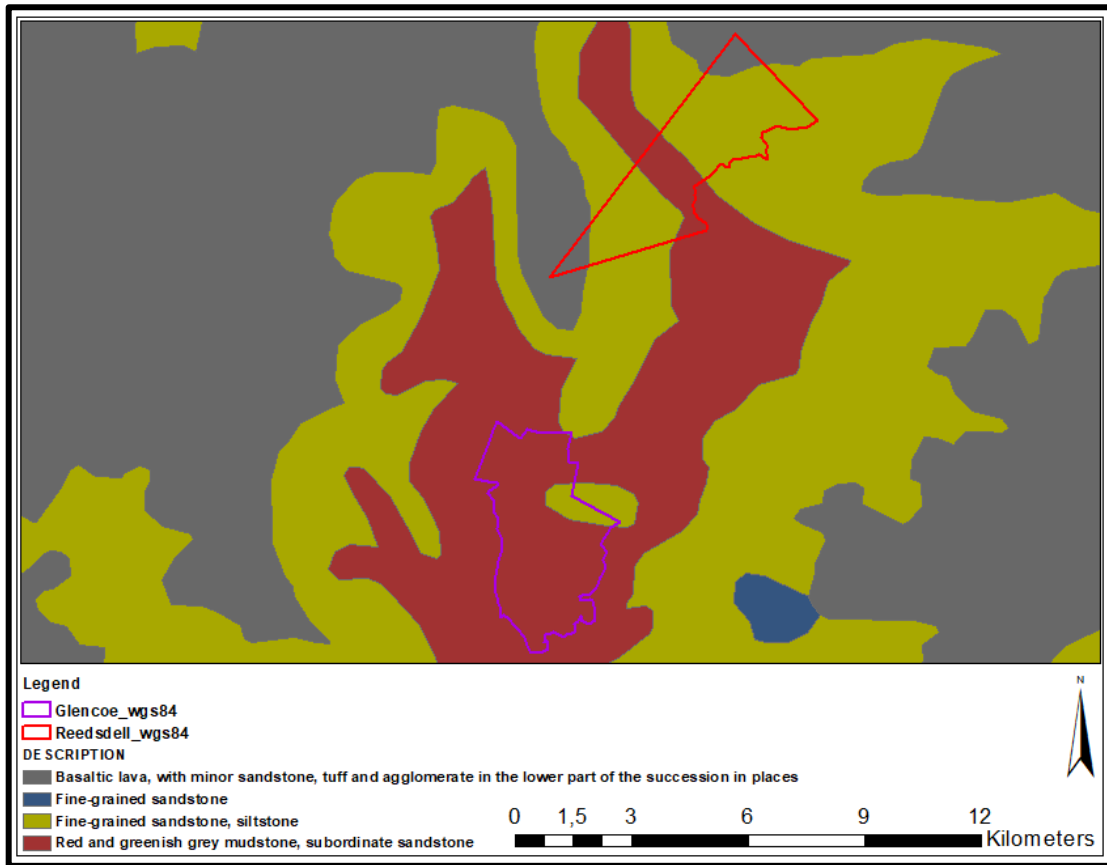 Legend
Glencoe_wgs84
Reedsdell_wgs84
DESCRIPTION
Basaltic lava, with minor sandstone, tuff and agglomerate in the lower part of the succession in places
Fine-grained sandstone
Fine-grained sandstone, siltstone
Red and greenish grey mudstone, subordinate sandstone
N
0 1,5 3 6 9 12
Kilometers